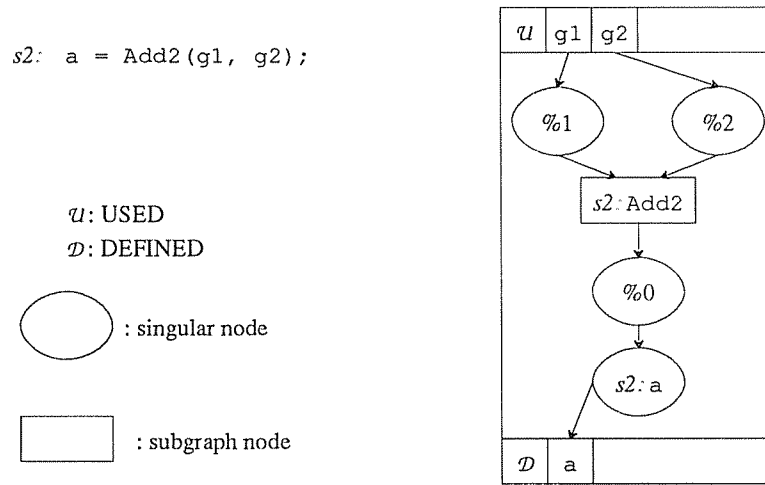 s2: a = Add2(g1, g2);
U: USED
D: DEFINED
: singular node
: subgraph node
U g1 g2
%1 %2
s2: Add2
%0
s2: a
D a